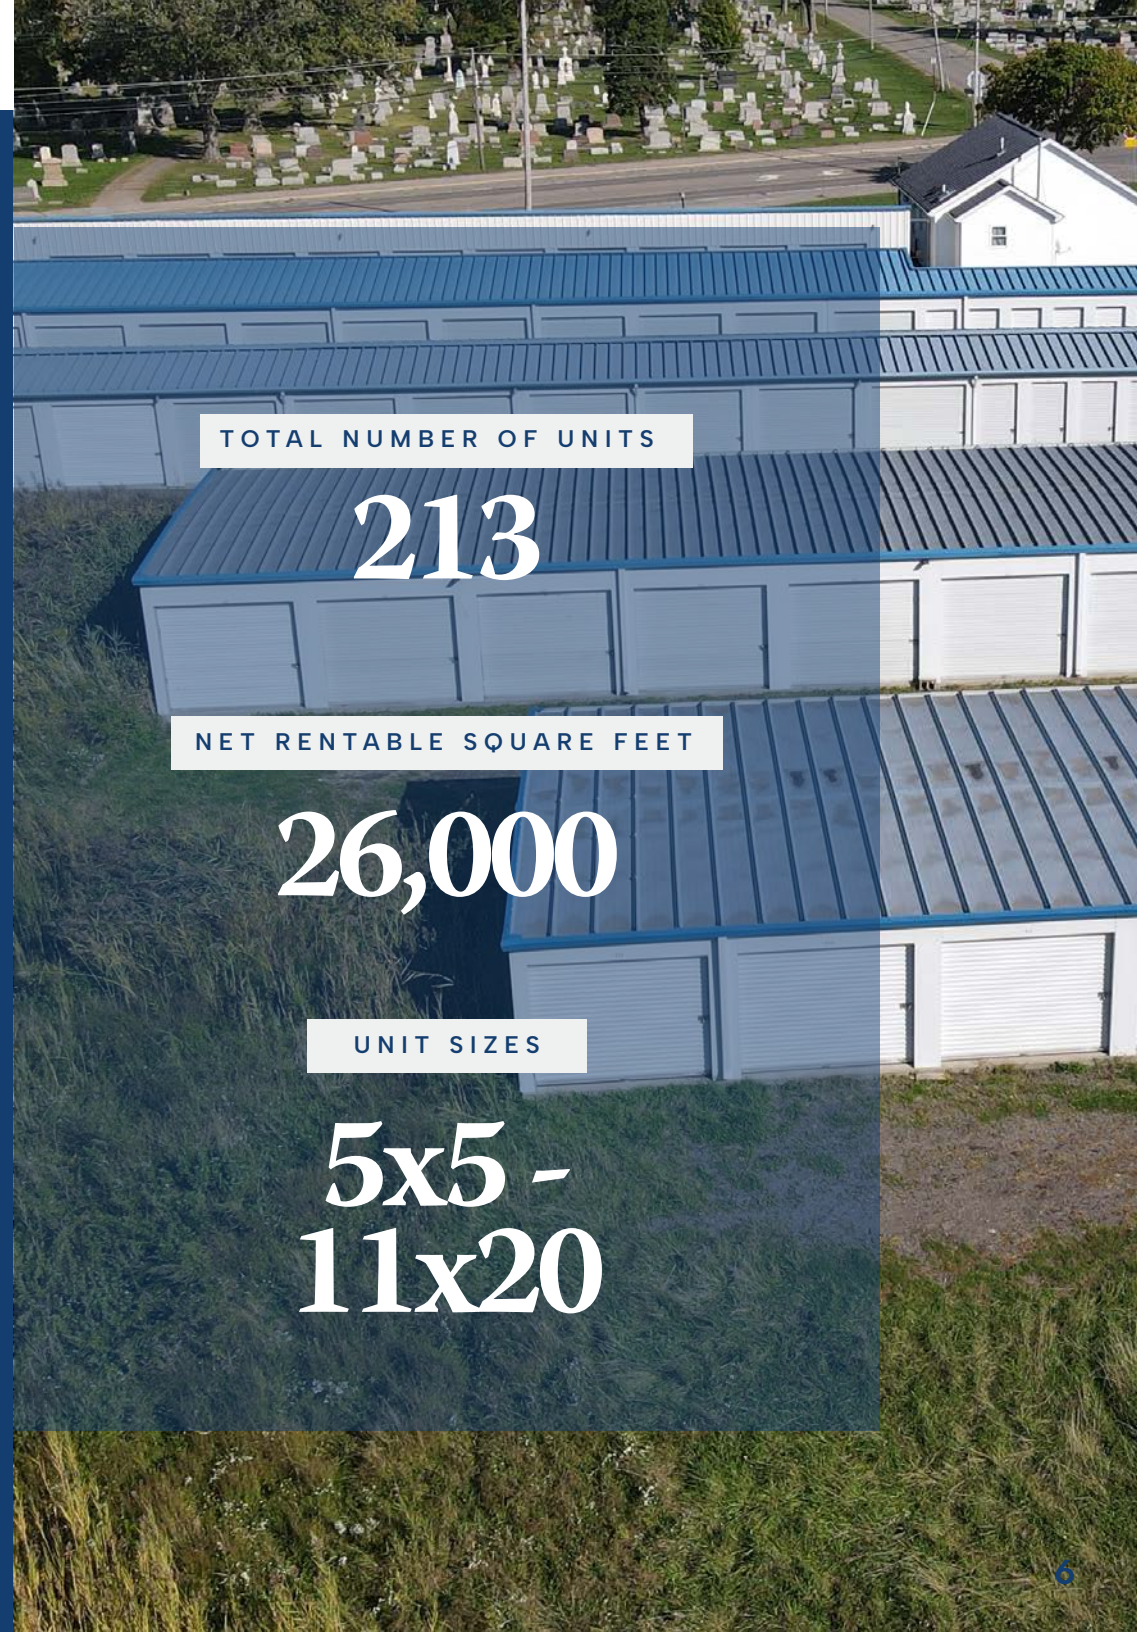 TOTAL NUMBER OF UNITS
213
NET RENTABLE SQUARE FEET
26,000
UNIT SIZES
5x5 -
11x20
6